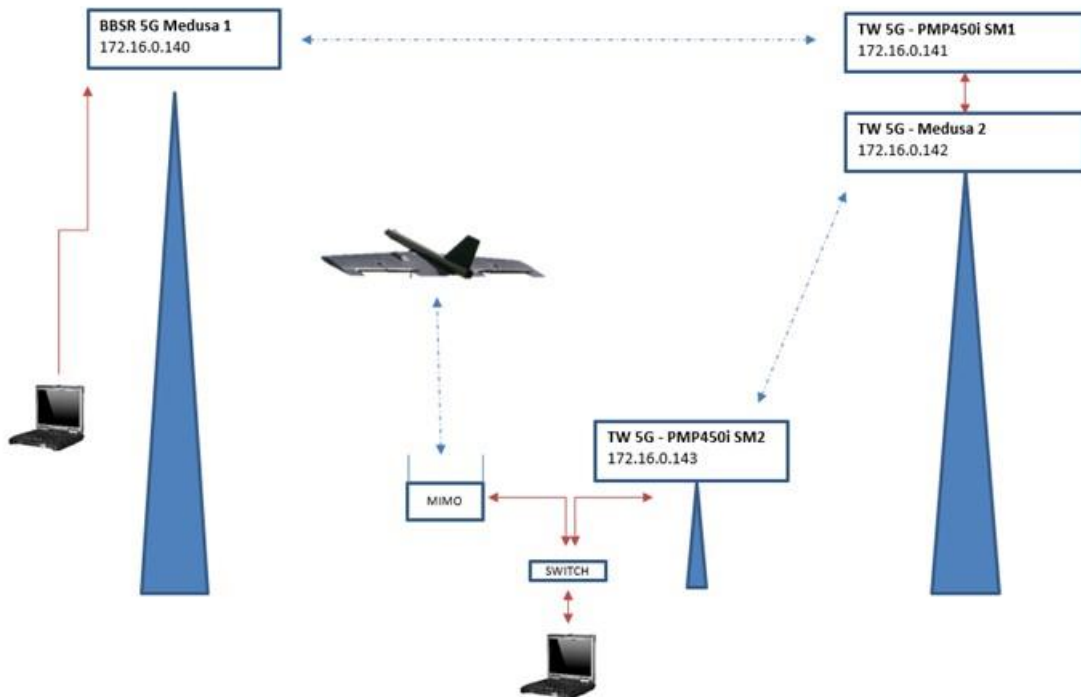 BBSR 5G Medusa 1
172.16.0.140
TW 5G - PMP450i SM1
172.16.0.141
TW 5G - Medusa 2
172.16.0.142
TW 5G - PMP450i SM2
172.16.0.143
MIMO
SWITCH